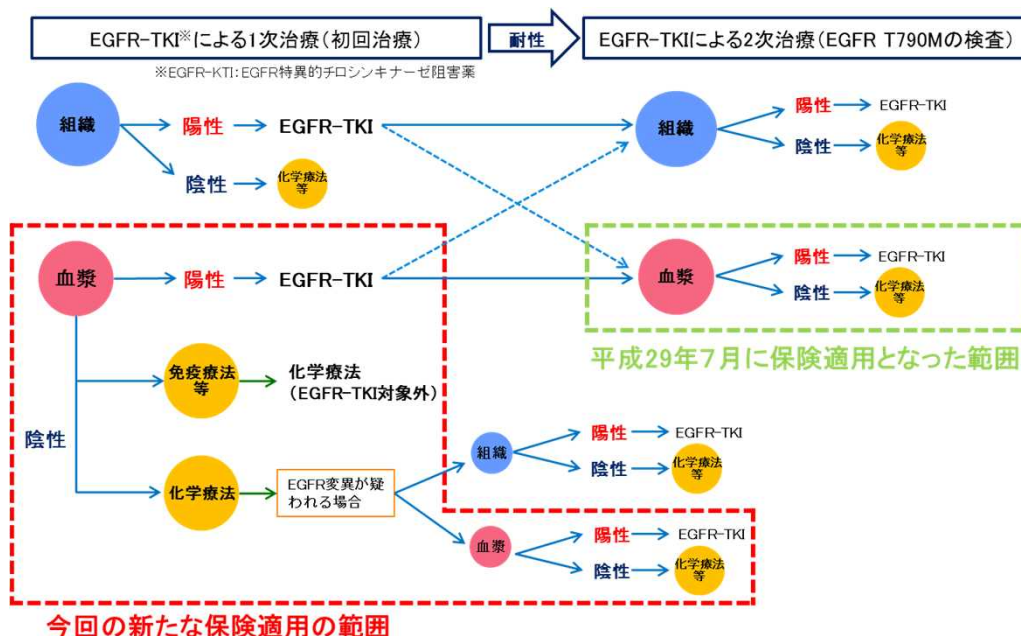 EGFR-TKI※による1次治療(初回治療)
耐性
EGFR-TKIによる2次治療(EGFR T790Mの検査)
※EGFR-KTI:EGFR特異的チロシンキナーゼ阻害薬
組織
陽性
EGFR-TKI
陰性
化学療法
等
組織
陽性
EGFR-TKI
陰性
化学療法
等
血漿
陽性
EGFR-TKI
血漿
陽性
EGFR-TKI
陰性
化学療法
等
平成29年7月に保険適用となった範囲
陰性
免疫療法
等
化学療法
(EGFR-TKI対象外)
化学療法
EGFR変異が疑
われる場合
組織
陽性
EGFR-TKI
陰性
化学療法
等
血漿
陽性
EGFR-TKI
陰性
化学療法
等
今回の新たな保険適用の範囲